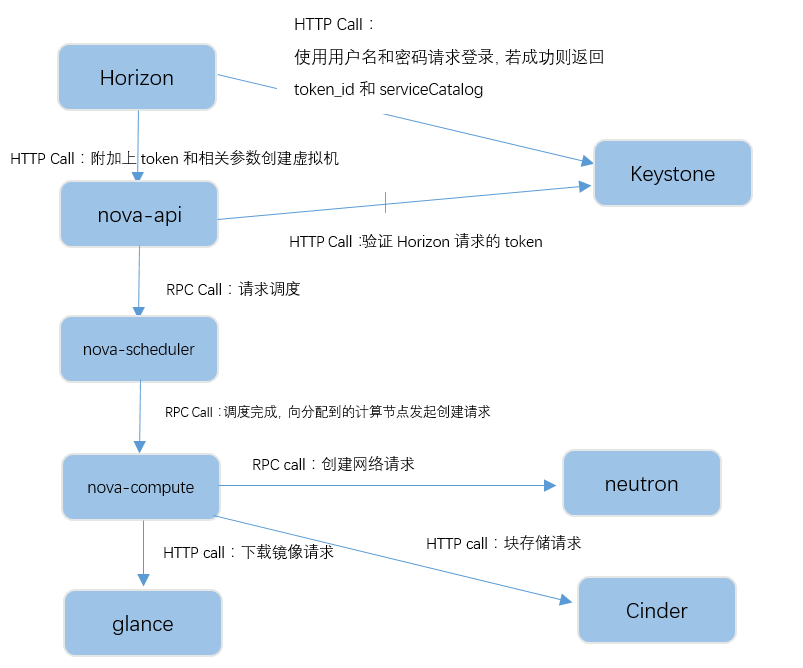 HTTP Call：
使用用户名和密码请求登录, 若成功则返回
token_id 和 serviceCatalog
Horizon
HTTP Call：附加上 token 和相关参数创建虚拟机
Keystone
nova-api
HTTP Call :验证 Horizon 请求的 token
RPC Call：请求调度
nova-scheduler
RPC Call：调度完成, 向分配到的计算节点发起创建请求
RPC call：创建网络请求
nova-compute
neutron
HTTP call：块存储请求
HTTP call：下载镜像请求
Cinder
glance